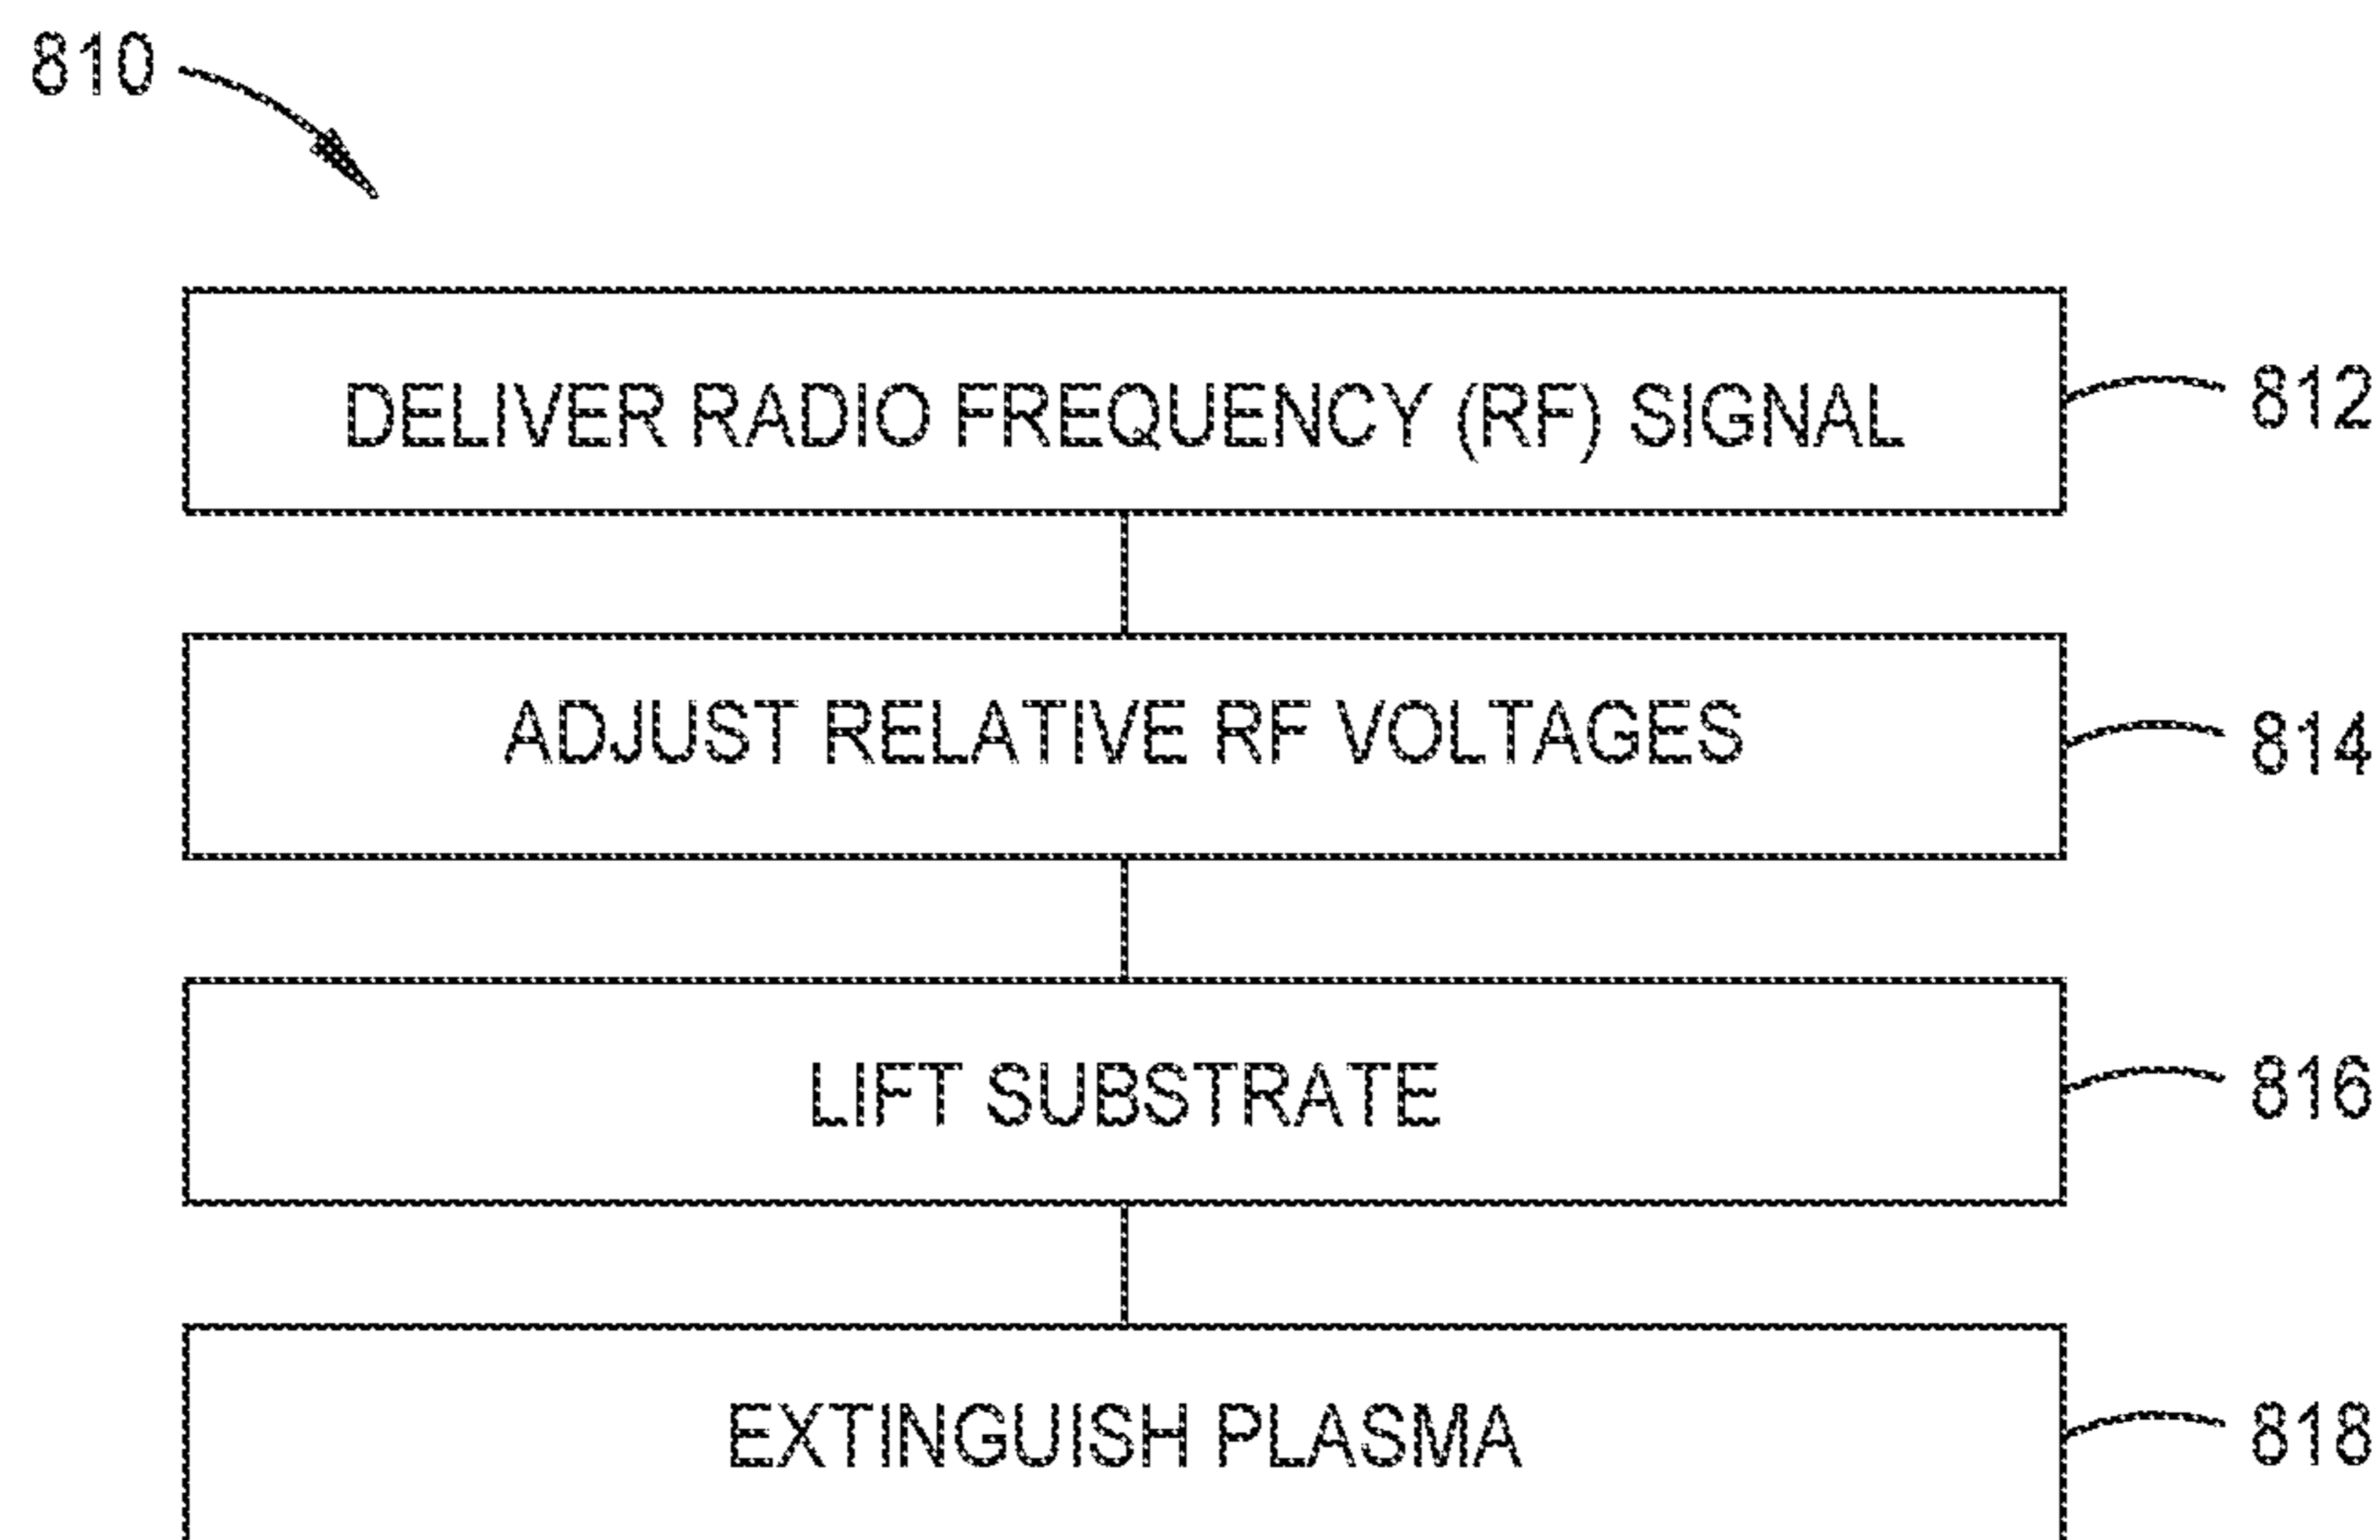 810
DELIVER RADIO FREQUENCY (RF) SIGNAL
812
ADJUST RELATIVE RF VOLTAGES
814
LIFT SUBSTRATE
816
EXTINGUISH PLASMA
818